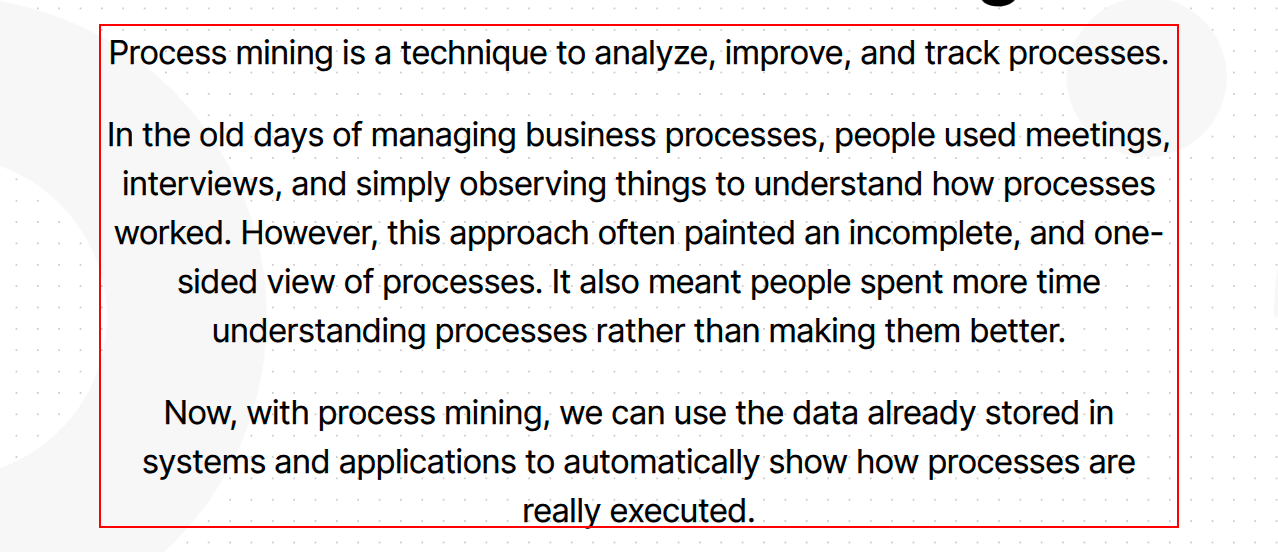 Process mining is a technique to analyze, improve, and track processes.
In the old days of managing business processes, people used meetings,
interviews, and simply observing things to understand how processes
worked. However, this approach often painted an incomplete, and one-
sided view of processes. It also meant people spent more time
understanding processes rather than making them better.
Now, with process mining, we can use the data already stored in
systems and applications to automatically show how processes are
really executed.